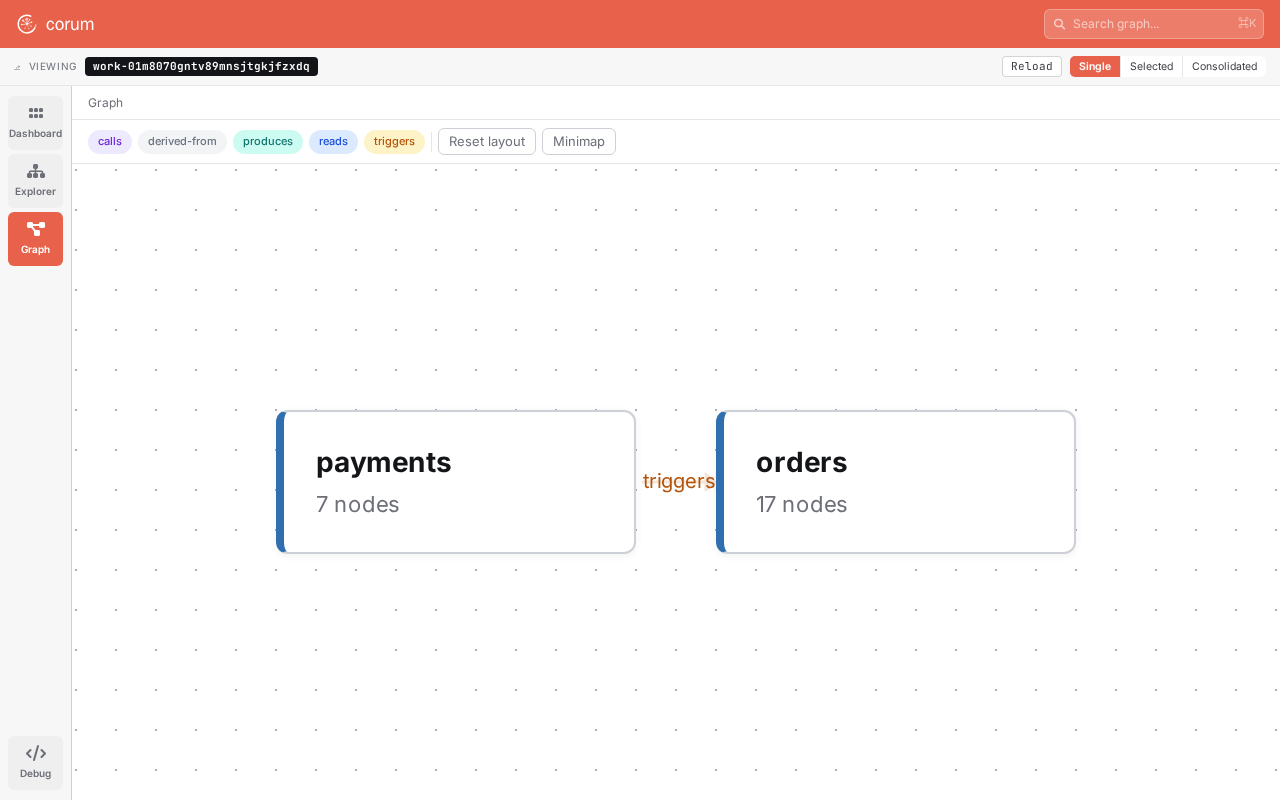 corum
Search graph...
⌘K
VIEWING
work-01m8070gntv89mnsjtgkjfzxdq
Reload
Single
Selected
Consolidated
Dashboard
Explorer
Graph
Debug
Graph
calls
derived-from
produces
reads
triggers
Reset layout
Minimap
payments
7 nodes
triggers
orders
17 nodes